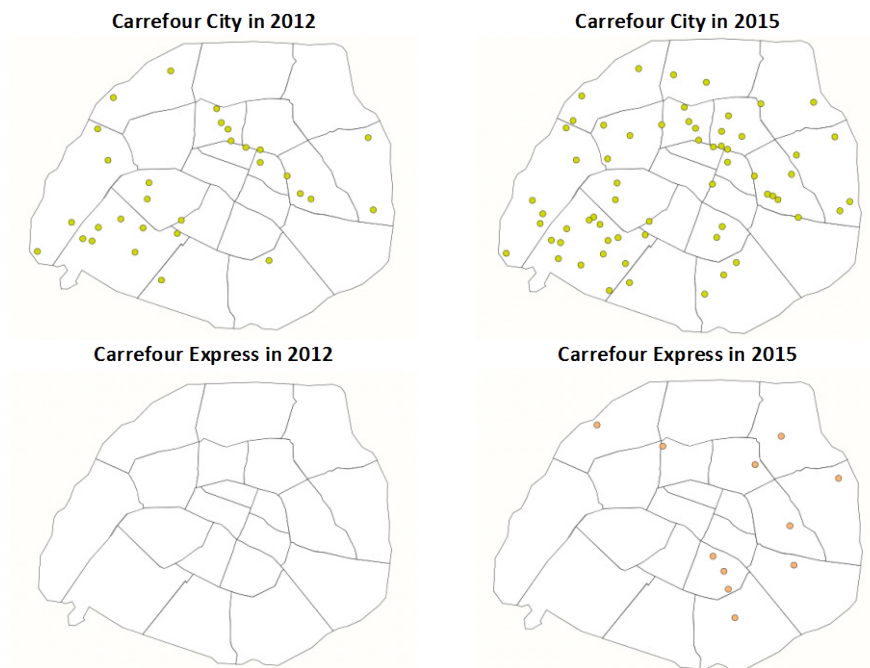 Carrefour City in 2012
Carrefour City in 2015
Carrefour Express in 2012
Carrefour Express in 2015